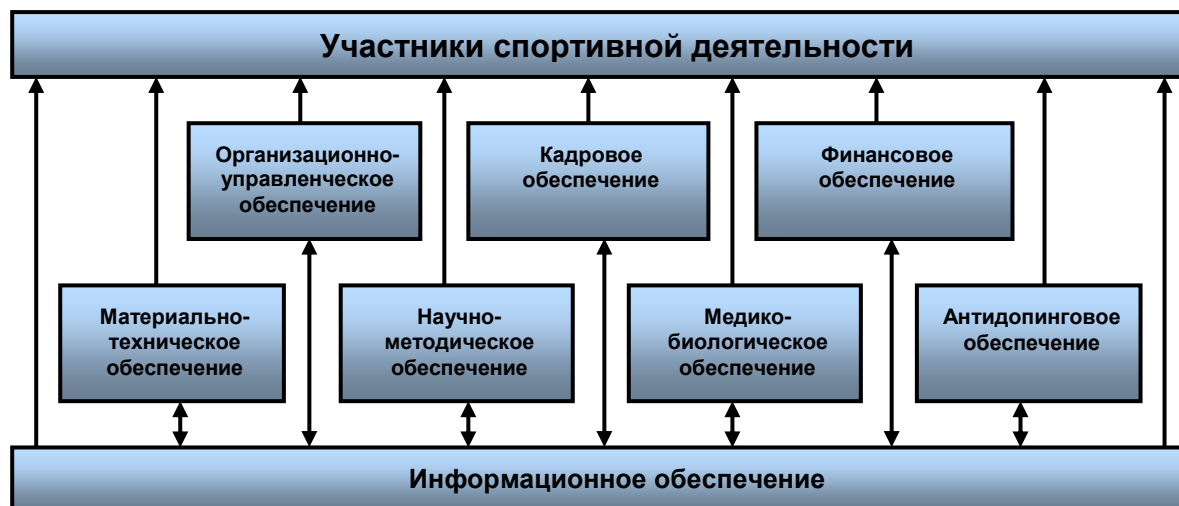 Участники спортивной деятельности
Организационно-
управленческое
обеспечение
Кадровое
обеспечение
Финансовое
обеспечение
Материально-
техническое
обеспечение
Научно-
методическое
обеспечение
Медико-
биологическое
обеспечение
Антидопинговое
обеспечение
Информационное обеспечение